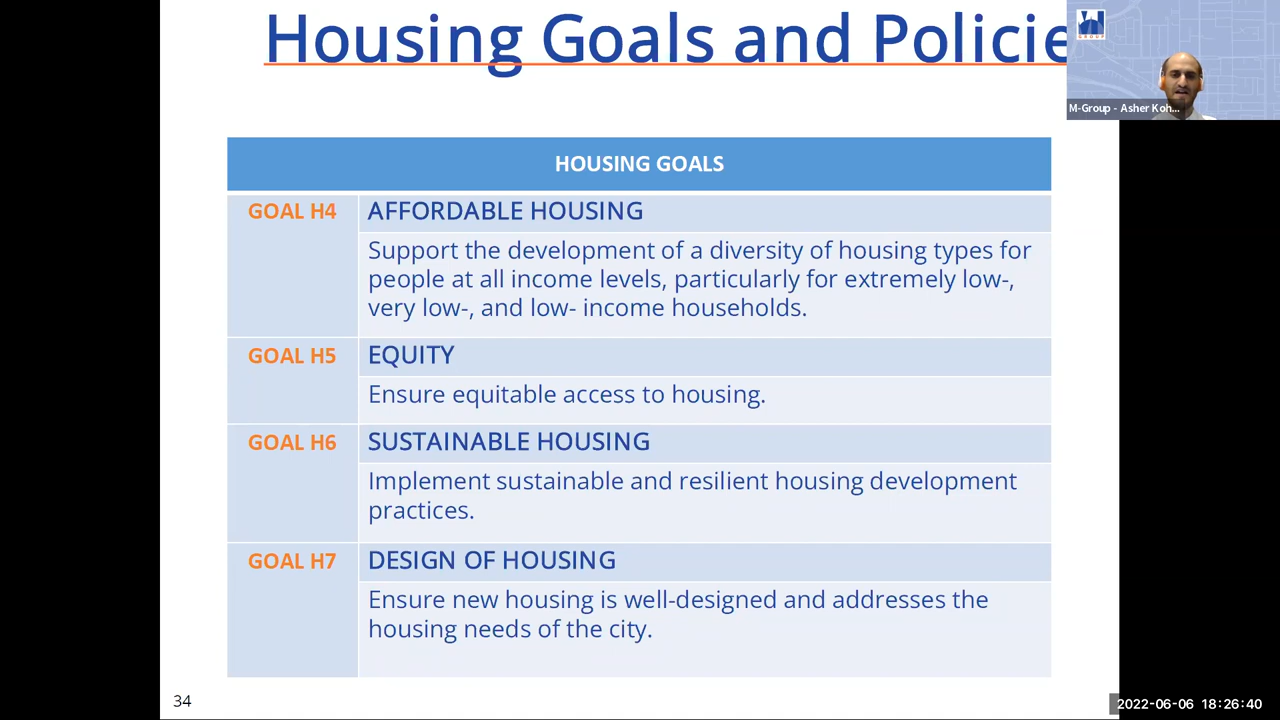 Housing Goals and Policie
GROUP
M-Group - Asher Koh...
HOUSING GOALS
GOAL H4
AFFORDABLE HOUSING
Support the development of a diversity of housing types for
people at all income levels, particularly for extremely low-,
very low-, and low- income households.
GOAL H5
EQUITY
Ensure equitable access to housing.
GOAL H6
SUSTAINABLE HOUSING
Implement sustainable and resilient housing development
practices.
GOAL H7
DESIGN OF HOUSING
Ensure new housing is well-designed and addresses the
housing needs of the city.
34
2022-06-06 18:26:40